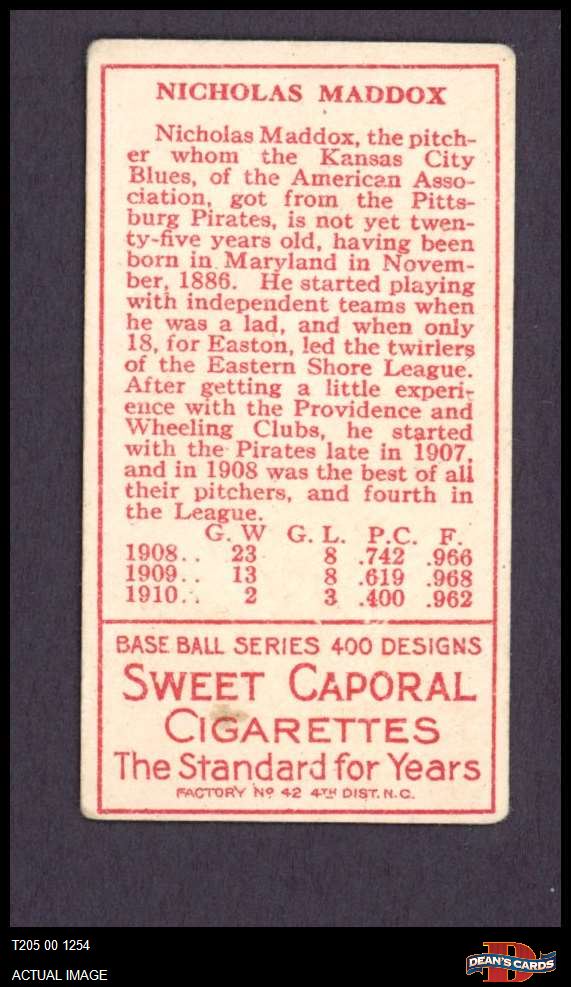 NICHOLAS MADDOX
Nicholas Maddox, the pitch-
er whom the Kansas City
Blues, of the American Asso-
ciation, got from the Pitts-
burg Pirates, is not yet twen-
ty-five years old, having been
born in Maryland in Novem-
ber, 1886. He started playing
with independent teams when
he was a lad, and when only
18, for Easton, led the twirlers
of the Eastern Shore League.
After getting a little experi-
ence with the Providence and
Wheeling Clubs, he started
with the Pirates late in 1907,
and in 1908 was the best of all
their pitchers, and fourth in
the League.
G. W G. L. P.C. F.
1908.. 23 8 .742 .966
1909.. 13 8 .619 .968
1910.. 2 3 .400 .962
BASE BALL SERIES 400 DESIGNS
SWEET CAPORAL
CIGARETTES
The Standard for Years
FACTORY No 42 4TH DIST. N.C.
T205 00 1254
ACTUAL IMAGE
DEAN'S CARDS